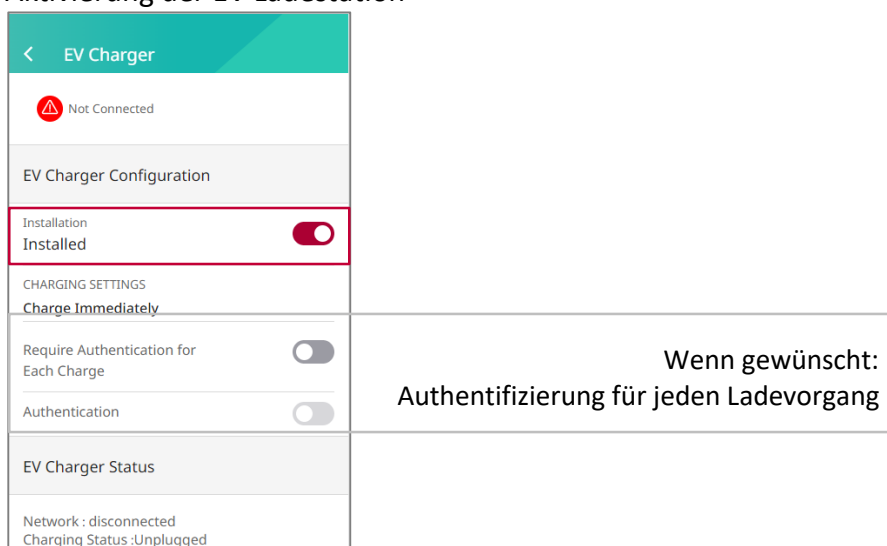 Aktivierung der EV-Ladestation
EV Charger
Not Connected
EV Charger Configuration
Installation
Installed
CHARGING SETTINGS
Charge Immediately
Require Authentication for
Each Charge
Wenn gewünscht:
Authentifizierung für jeden Ladevorgang
Authentication
EV Charger Status
Network : disconnected
Charging Status :Unplugged